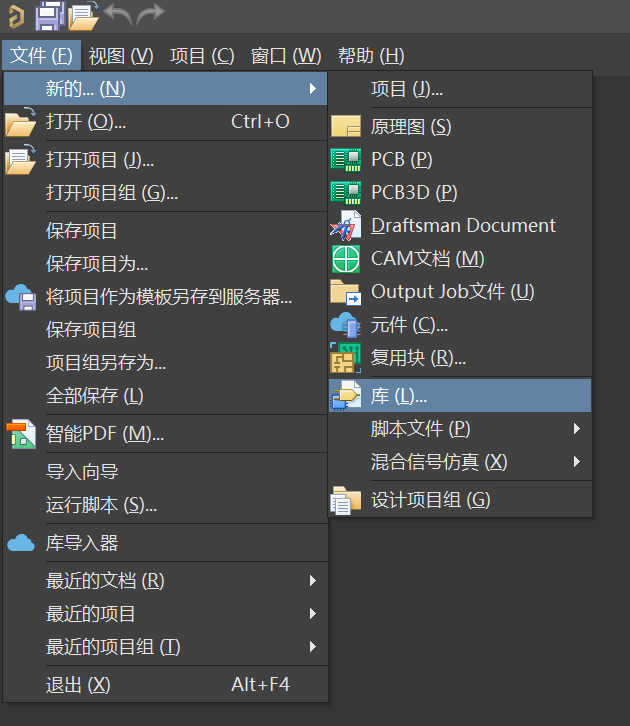 文件 (F) 视图 (V) 项目 (C) 窗口 (W) 帮助 (H)
新的... (N)
打开 (O)... Ctrl+O
打开项目 (J)...
打开项目组 (G)...
保存项目
保存项目为...
将项目作为模板另存到服务器...
保存项目组
项目组另存为...
全部保存 (L)
智能PDF (M)...
导入向导
运行脚本 (S)...
库导入器
最近的文档 (R)
最近的项目
最近的项目组 (T)
退出 (X) Alt+F4
项目 (J)...
原理图 (S)
PCB (P)
PCB3D (P)
Draftsman Document
CAM文档 (M)
Output Job文件 (U)
元件 (C)...
复用块 (R)...
库 (L)...
脚本文件 (P)
混合信号仿真 (X)
设计项目组 (G)